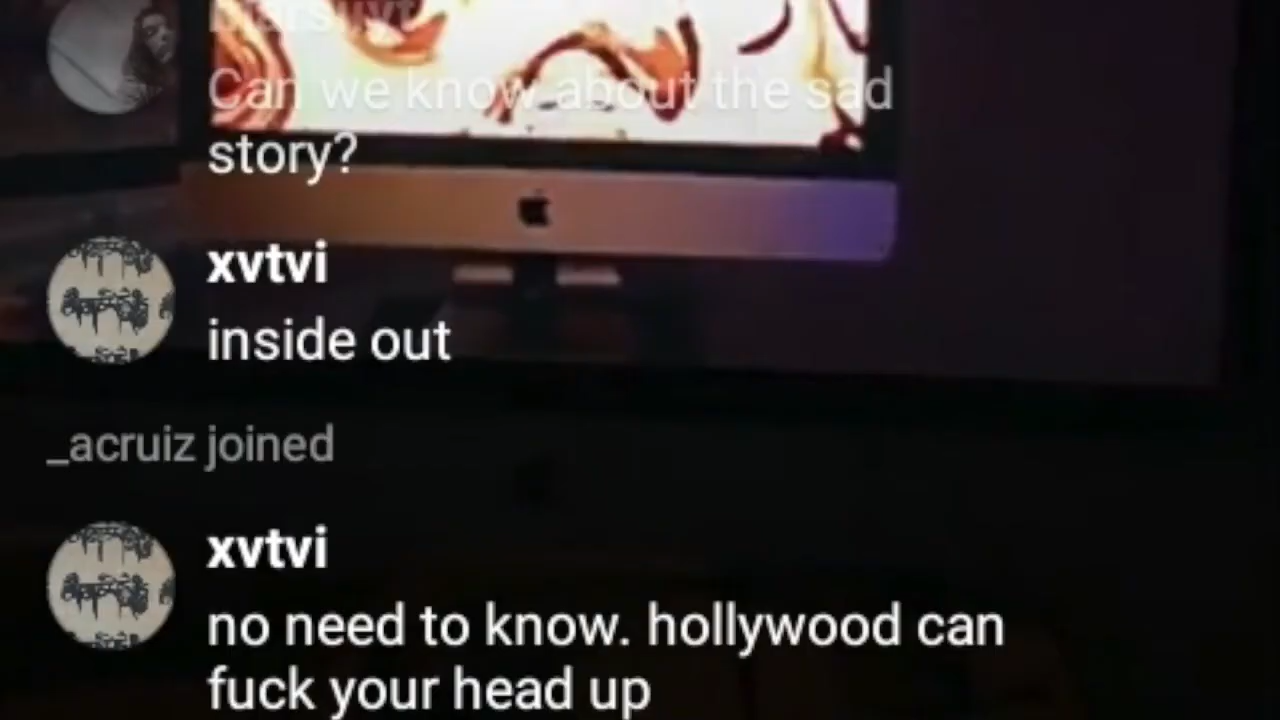 Can we know about the sad
story?
xvtvi
inside out
_acruiz joined
xvtvi
no need to know. hollywood can
fuck your head up